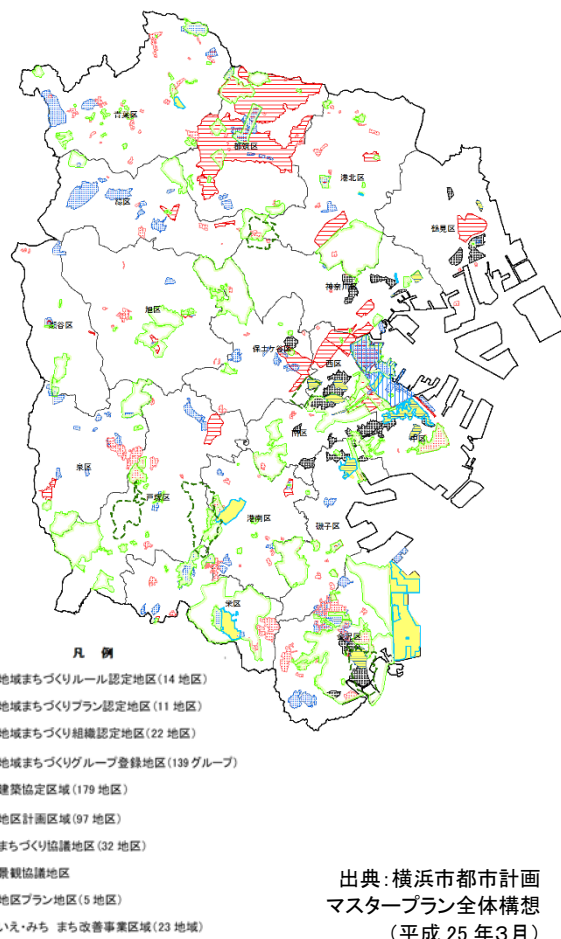 青葉区
都筑区
港北区
緑区
鶴見区
神奈川区
旭区
瀬谷区
保土ケ谷区
西区
南区
中区
泉区
戸塚区
港南区
磯子区
栄区
金沢区
凡 例
地域まちづくりルール認定地区(14 地区)
地域まちづくりプラン認定地区(11 地区)
地域まちづくり組織認定地区(22 地区)
地域まちづくりグループ登録地区(139 グループ)
建築協定区域(179 地区)
地区計画区域(97 地区)
まちづくり協議地区(32 地区)
景観協議地区
地区プラン地区(5 地区)
いえ・みち まち改善事業区域(23 地域)
出典:横浜市都市計画
マスタープラン全体構想
(平成 25 年3月)